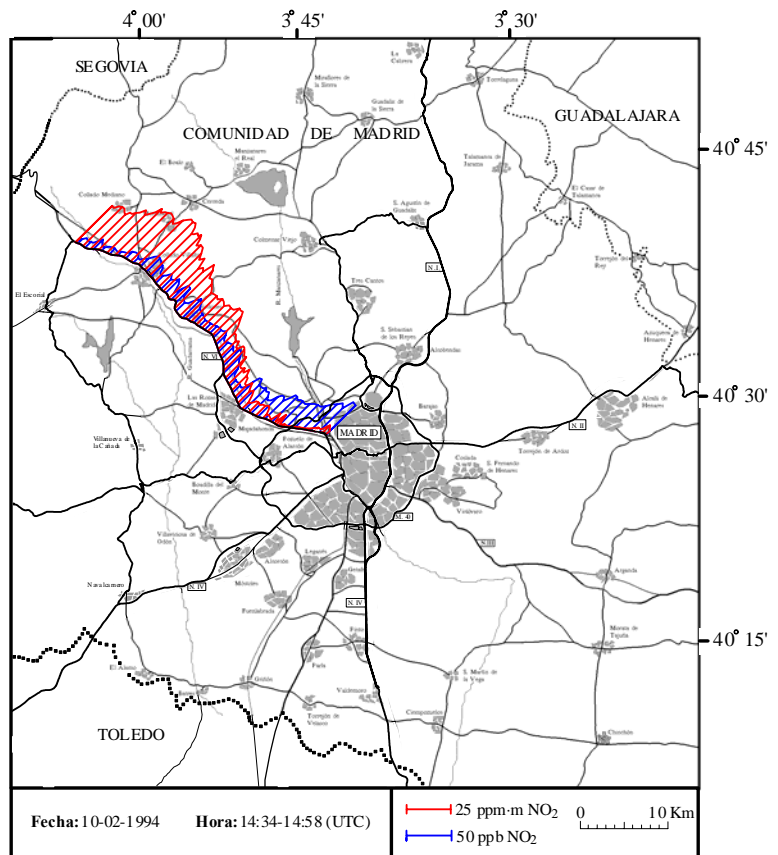 4° 00'
3° 45'
3° 30'
SEGOVIA
La
Cabrera
Miraflores de
la Sierra
Torrelaguna
Guadalix de
la Sierra
GUADALAJARA
COMUNIDAD DE MADRID
40° 45'
El Boalo
Manzanares
el Real
Talamanca de
Jarama
Collado Mediano
Cerceda
El Casar de
Talamanca
S. Agustín de
Guadalix
Colmenar Viejo
Torrejón del
Rey
N. I
Tres Cantos
R. Manzanares
El Escorial
S. Sebastian
de los Reyes
Azuqueca de
Henares
Alcobendas
N. VI
R. Guadarrama
40° 30'
Las Rozas
de Madrid
Barajas
Alcalá de
Henares
N. II
Majadahonda
MADRID
Villanueva de
la Cañada
Pozuelo de
Alarcón
Torrejón de Ardoz
Coslada
S. Fernando
de Henares
Boadilla del
Monte
Vicálvaro
M. 40
Villaviciosa de
Odón
N.III
Leganés
Alcorcón
Arganda
Móstoles
N. IV
Navalcarnero
Fuenlabrada
N. IV
Pinto
Morata de
Tajuña
40° 15'
Parla
El Alamo
Griñón
S. Martín de
la Vega
Valdemoro
Torrejón de
Velasco
Ciempozuelos
TOLEDO
Chinchón
Fecha: 10-02-1994 Hora: 14:34-14:58 (UTC)
25 ppm·m NO₂
50 ppb NO₂
0 10 Km